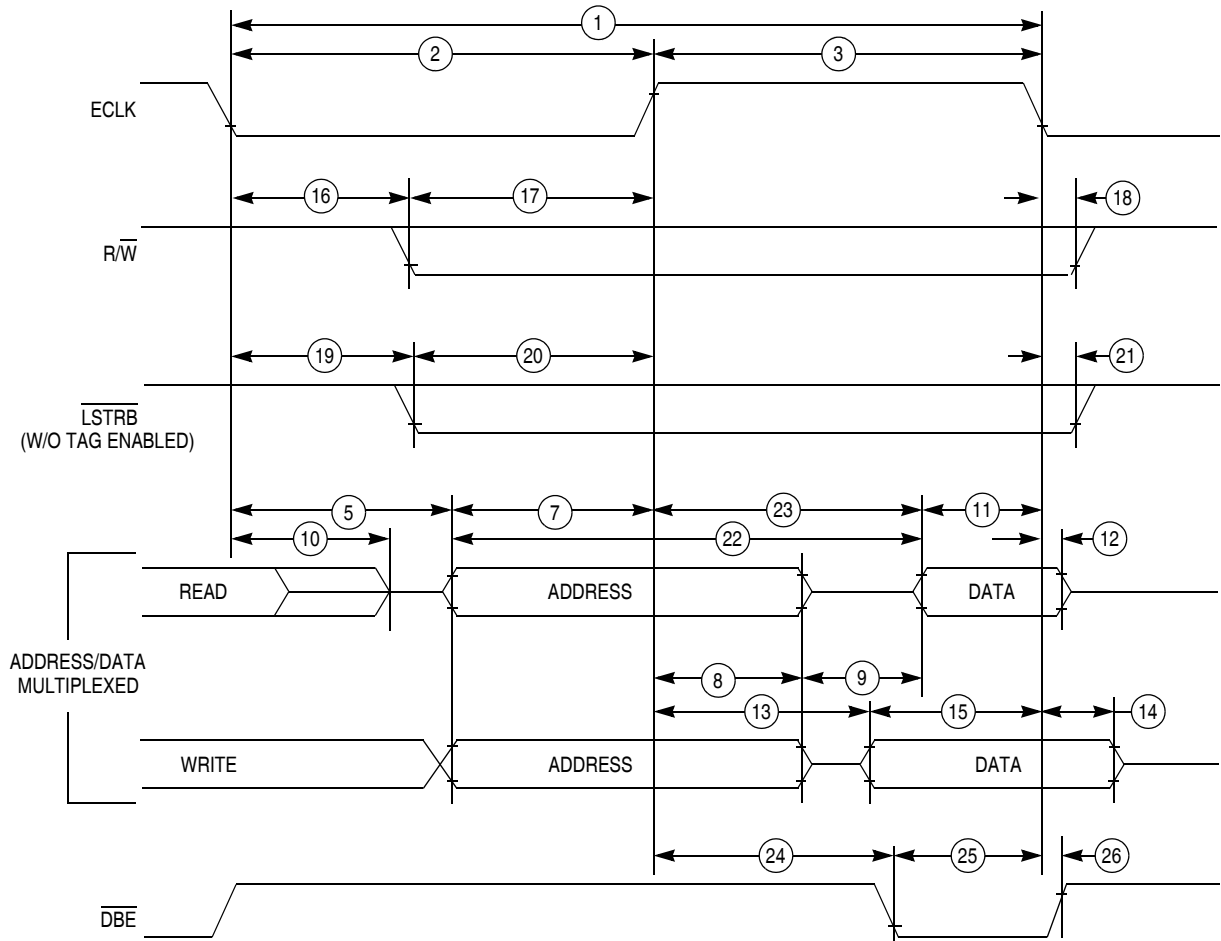 1
2
3
ECLK
16
17
18
R/W
19
20
21
LSTRB
(W/O TAG ENABLED)
5
7
23
11
10
22
12
READ
ADDRESS
DATA
ADDRESS/DATA
MULTIPLEXED
8
9
13
15
14
WRITE
ADDRESS
DATA
24
25
26
DBE